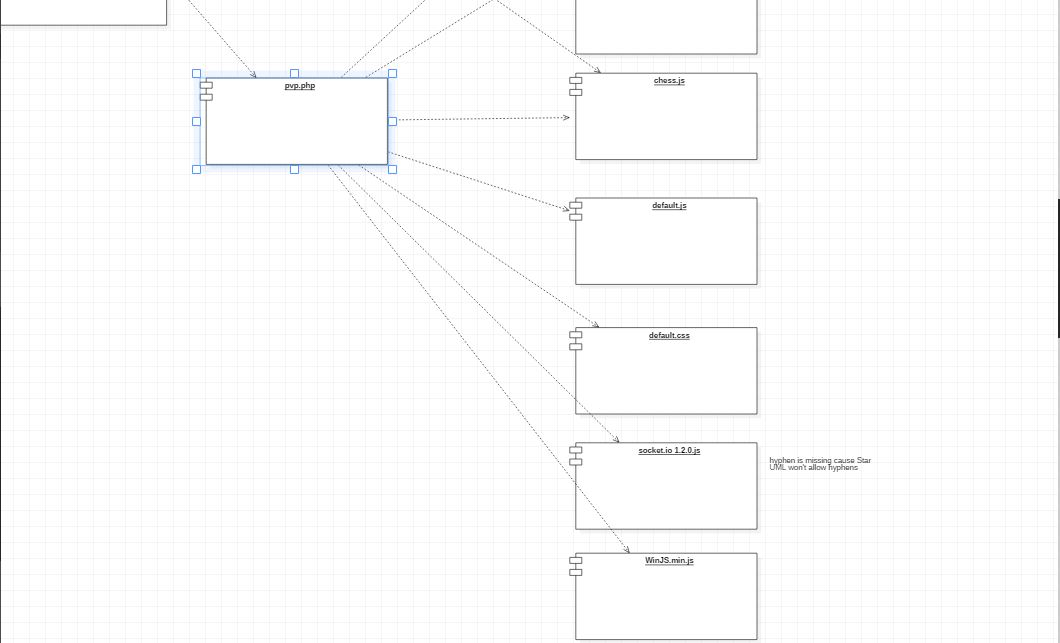 pvp.php
chess.js
default.js
default.css
socket.io 1.2.0.js
hyphen is missing cause Star
UML won't allow hyphens
WinJS.min.js